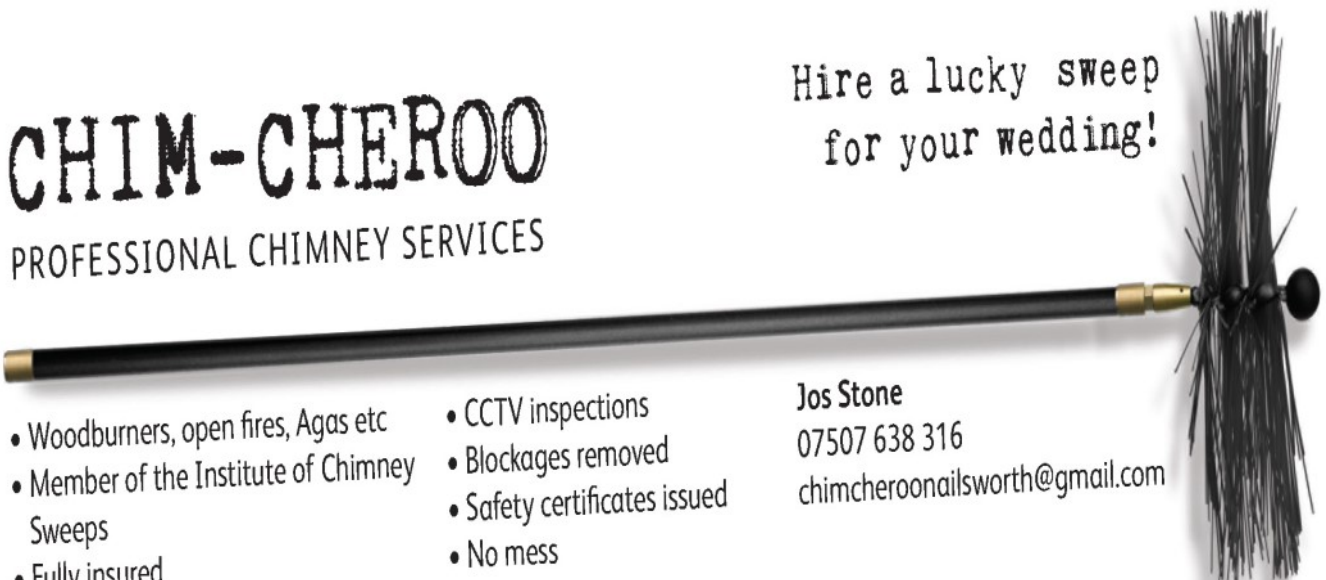 CHIM-CHEROO
PROFESSIONAL CHIMNEY SERVICES
Hire a lucky sweep
for your wedding!
• Woodburners, open fires, Agas etc
• Member of the Institute of Chimney
Sweeps
• Fully insured
• CCTV inspections
• Blockages removed
• Safety certificates issued
• No mess
Jos Stone
07507 638 316
chimcheroonailsworth@gmail.com